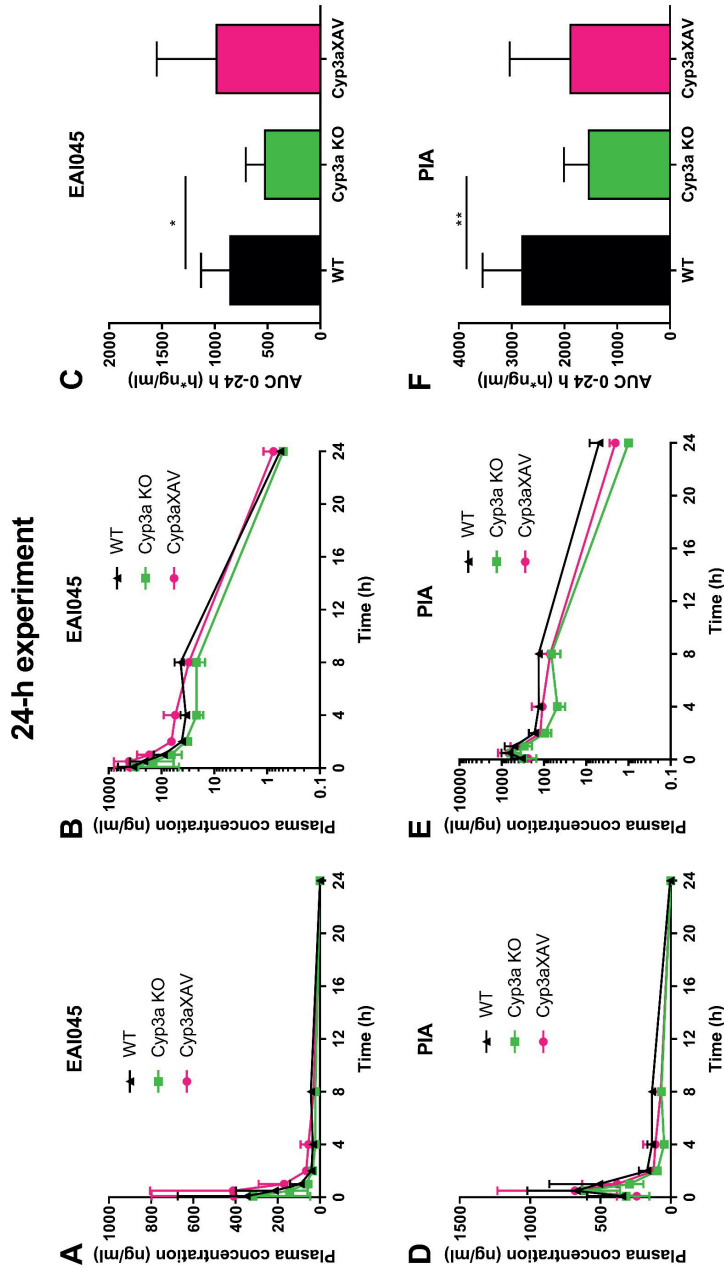 24-h experiment
A
EAI045
Plasma concentration (ng/ml)
1000
800
600
400
200
0
0 4 8 12 16 20 24
Time (h)
WT
Cyp3a KO
Cyp3aXAV
B
EAI045
Plasma concentration (ng/ml)
1000
100
10
1
0.1
0 4 8 12 16 20 24
Time (h)
WT
Cyp3a KO
Cyp3aXAV
C
EAI045
AUC 0-24 h (h*ng/ml)
2000
1500
1000
500
0
*
WT Cyp3a KO Cyp3aXAV
D
PIA
Plasma concentration (ng/ml)
1500
1000
500
0
0 4 8 12 16 20 24
Time (h)
WT
Cyp3a KO
Cyp3aXAV
E
PIA
Plasma concentration (ng/ml)
10000
1000
100
10
1
0.1
0 4 8 12 16 20 24
Time (h)
WT
Cyp3a KO
Cyp3aXAV
F
PIA
AUC 0-24 h (h*ng/ml)
4000
3000
2000
1000
0
**
WT Cyp3a KO Cyp3aXAV